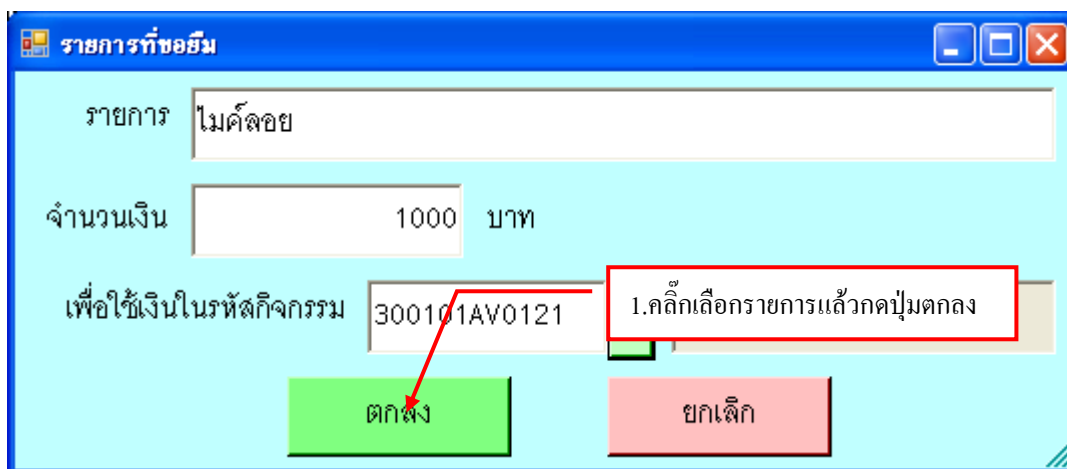 รายการที่ขอยืม
รายการ ไมค์ลอย
จำนวนเงิน 1000 บาท
เพื่อใช้เงินในรหัสกิจกรรม 300101AV0121
1.คลิ๊กเลือกรายการแล้วกดปุ่มตกลง
ตกลง ยกเลิก